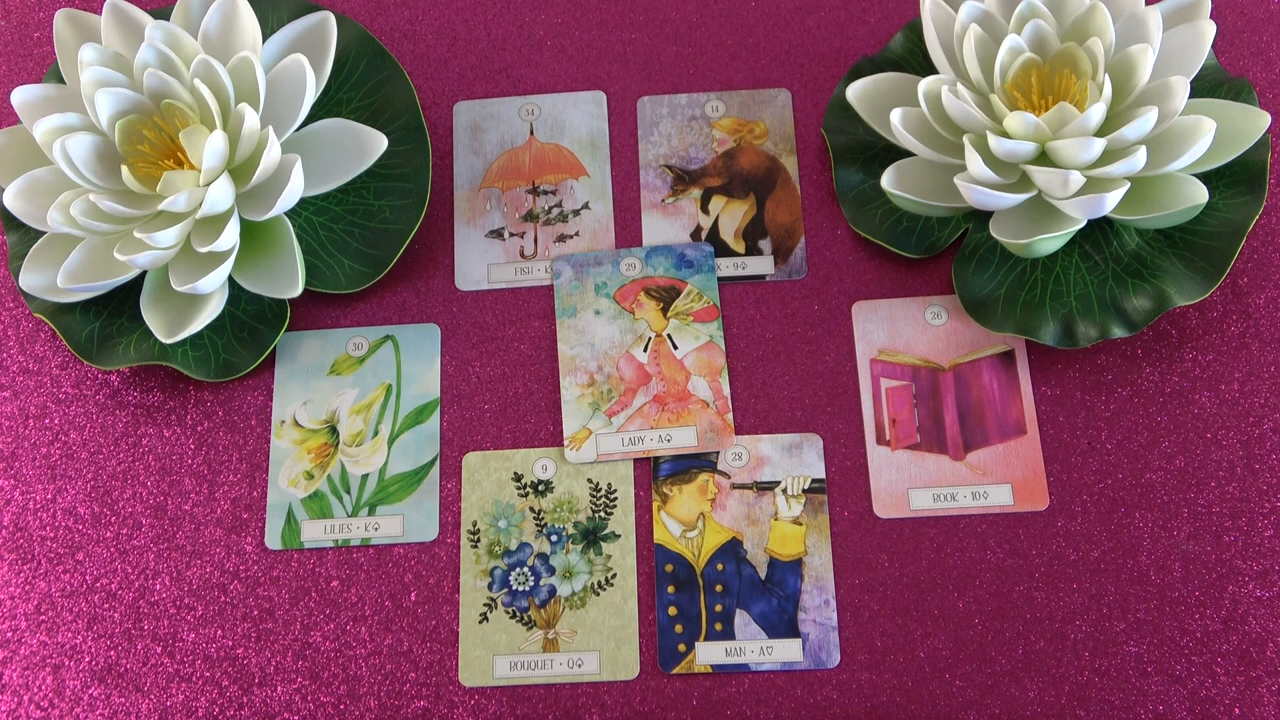 34
FISH • K
14
X • 9♧
29
LADY • A♤
30
LILIES • K♤
26
BOOK • 10♢
9
BOUQUET • Q♤
28
MAN • A♡